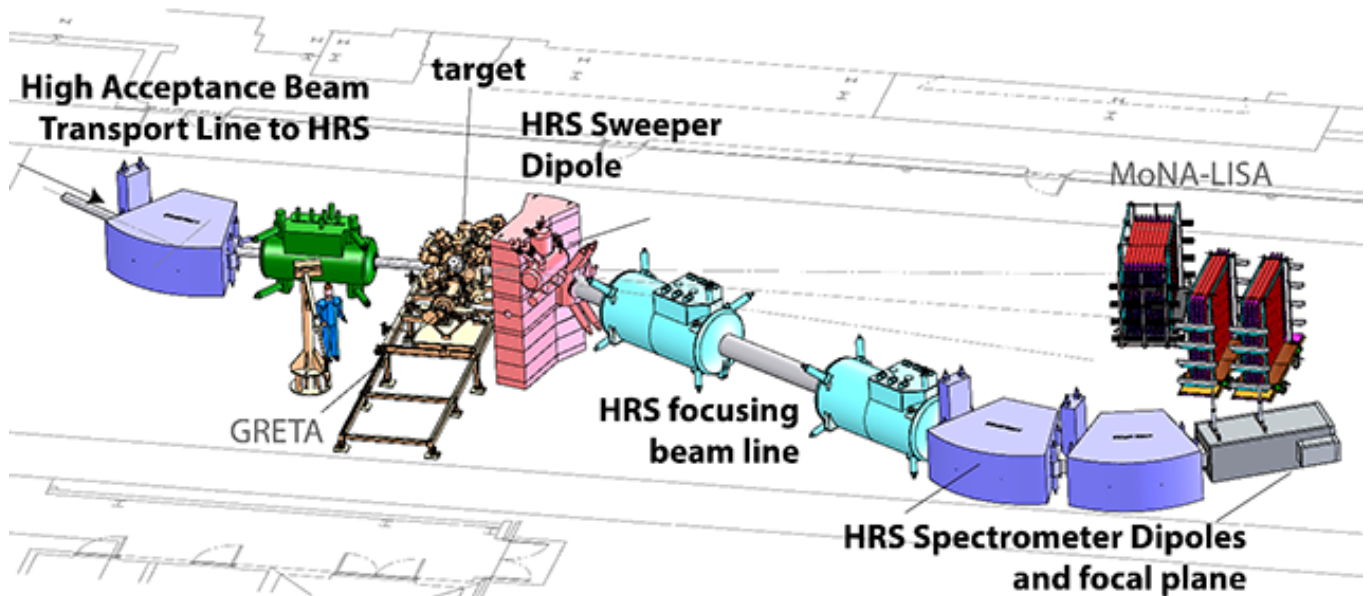 High Acceptance Beam
Transport Line to HRS
target
HRS Sweeper
Dipole
MoNA-LISA
GRETA
HRS focusing
beam line
HRS Spectrometer Dipoles
and focal plane